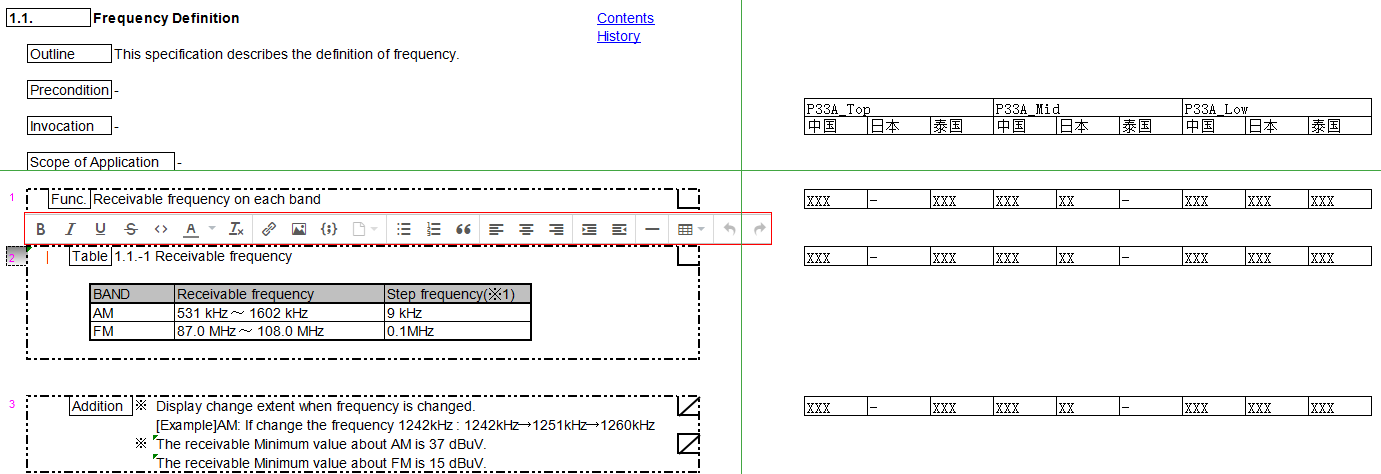 1.1. Frequency Definition Contents
History
Outline This specification describes the definition of frequency.
Precondition -
P33A_Top P33A_Mid P33A_Low
Invocation - 中国 日本 泰国 中国 日本 泰国 中国 日本 泰国
Scope of Application -
1 Func. Receivable frequency on each band XXX — XXX XXX XX — XXX XXX XXX
B I U S <> A Tx {;}
2 Table 1.1.-1 Receivable frequency XXX — XXX XXX XX — XXX XXX XXX
BAND Receivable frequency Step frequency(※1)
AM 531 kHz～ 1602 kHz 9 kHz
FM 87.0 MHz～ 108.0 MHz 0.1MHz
3 Addition ※ Display change extent when frequency is changed. XXX — XXX XXX XX — XXX XXX XXX
[Example]AM: If change the frequency 1242kHz : 1242kHz→1251kHz→1260kHz
※ The receivable Minimum value about AM is 37 dBuV.
The receivable Minimum value about FM is 15 dBuV.